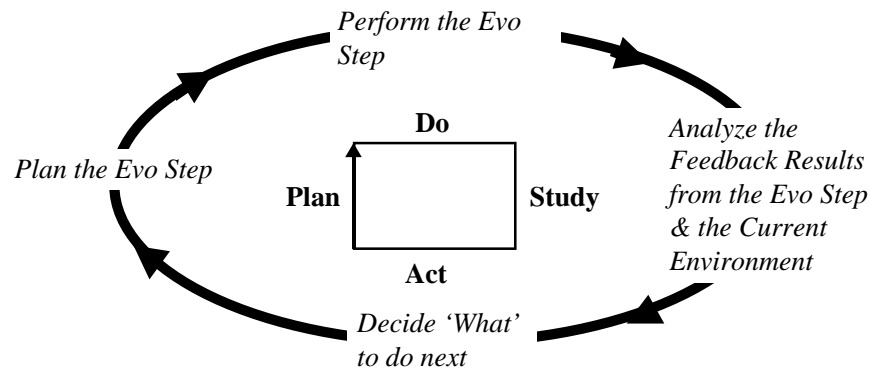 Perform the Evo
Step
Do
Analyze the
Feedback Results
from the Evo Step
& the Current
Environment
Plan the Evo Step
Plan
Study
Act
Decide ‘What’
to do next